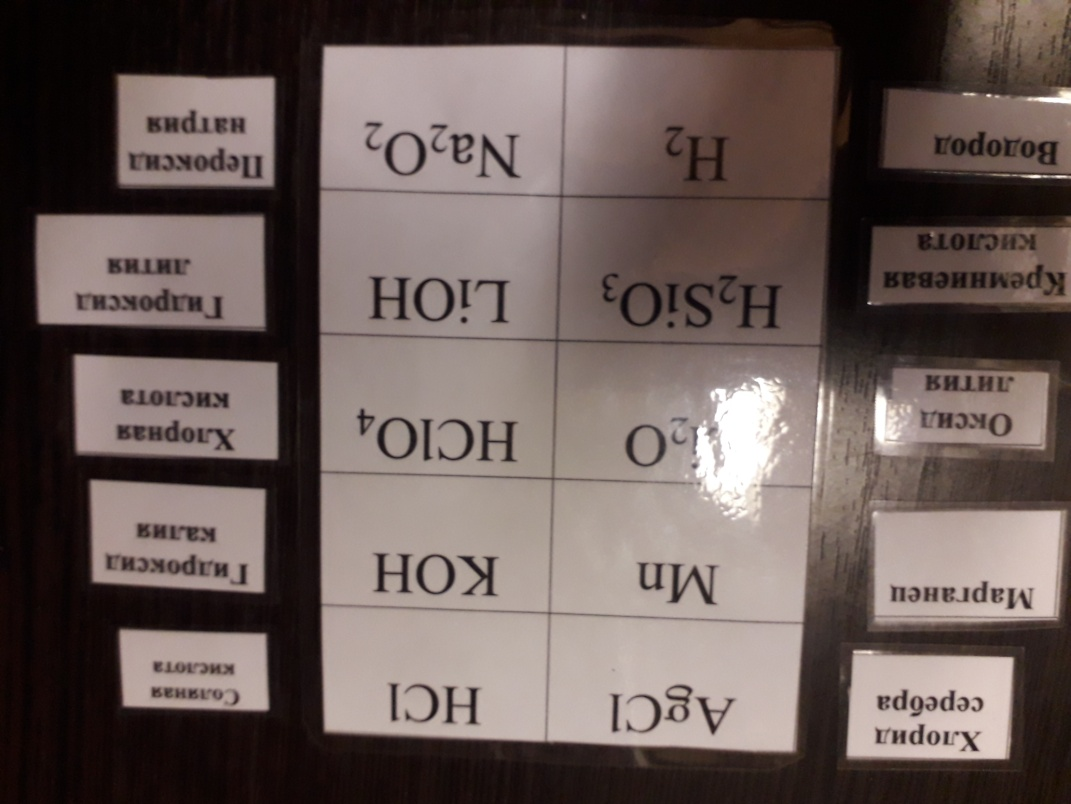 Хлорид
серебра
AgCl
HCl
Соляная
кислота
Марганец
Mn
KOH
Гидроксид
калия
Оксид
лития
HClO₄
Хлорная
кислота
Кремниевая
кислота
H₂SiO₃
LiOH
Гидроксид
лития
Водород
H₂
Na₂O₂
Пероксид
натрия